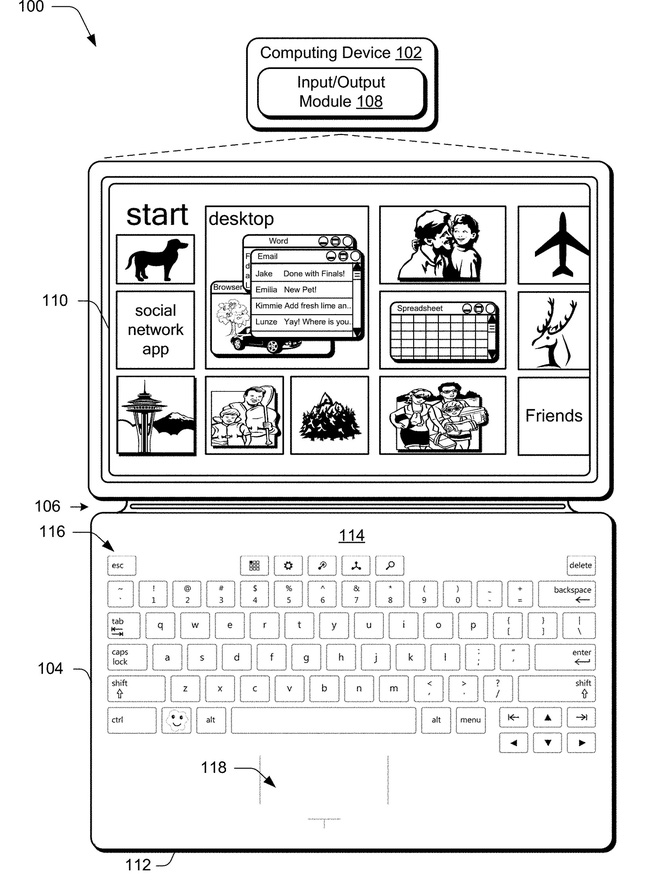 100
Computing Device 102
Input/Output
Module 108
start
desktop
Word
Email
Jake Done with Finals!
Emilia New Pet!
Kimmie Add fresh lime an..
Lunze Yay! Where is you..
Browser
Spreadsheet
110
social
network
app
Friends
106
114
116
esc
delete
~ ! @ # $ % ^ & * ( ) _ +
` 1 2 3 4 5 6 7 8 9 0 - =
backspace
tab q w e r t y u i o p { } |
[ ] \
caps
lock
a s d f g h j k l : "
; '
enter
104
shift z x c v b n m < > ? shift
, . /
ctrl alt alt menu
118
112